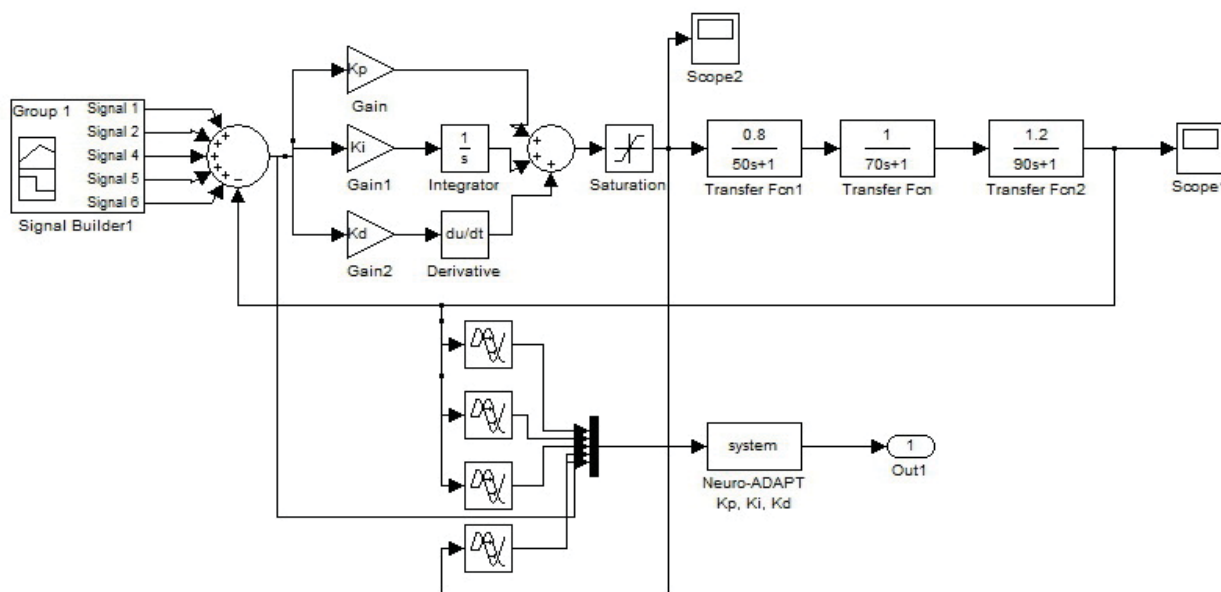 Group 1
Signal 1
Signal 2
Signal 4
Signal 5
Signal 6
Signal Builder1
+
+
+
+
+
−
Kp
Gain
Ki
Gain1
Kd
Gain2
1
s
Integrator
du/dt
Derivative
+
+
+
Saturation
Scope2
0.8
50s+1
Transfer Fcn1
1
70s+1
Transfer Fcn
1.2
90s+1
Transfer Fcn2
Scope1
system
Neuro-ADAPT
Kp, Ki, Kd
1
Out1